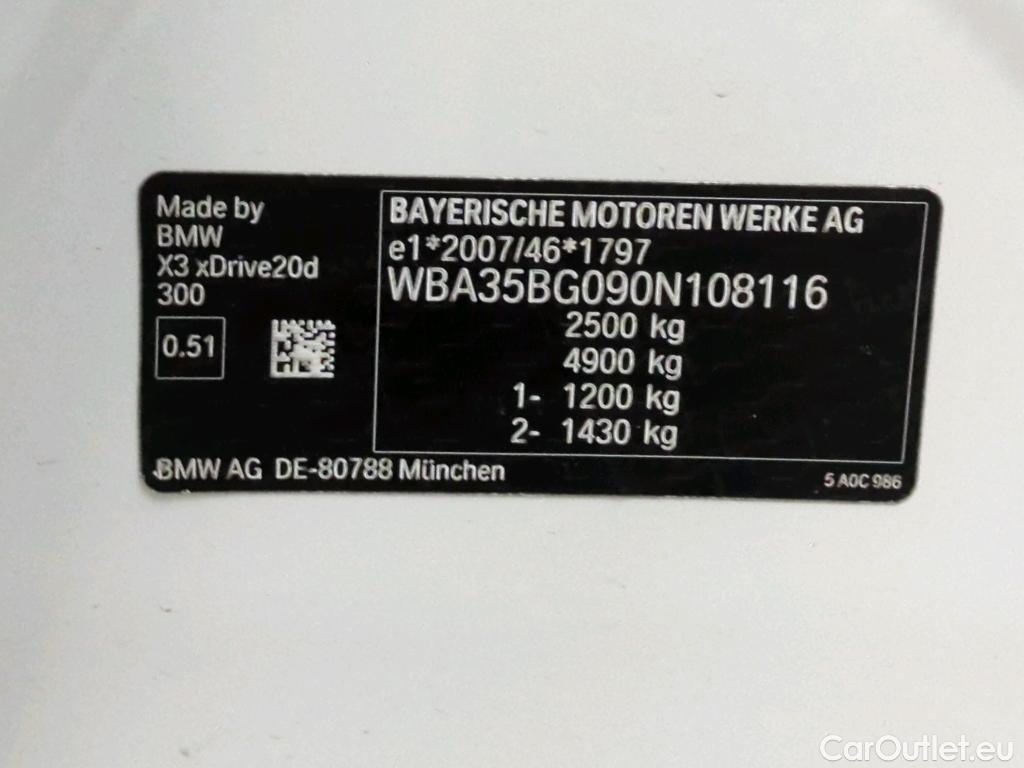 Made by
BMW
X3 xDrive20d
300
0.51
BAYERISCHE MOTOREN WERKE AG
e1*2007/46*1797
WBA35BG090N108116
2500 kg
4900 kg
1- 1200 kg
2- 1430 kg
BMW AG DE-80788 München
5 A0C 986
CarOutlet.eu